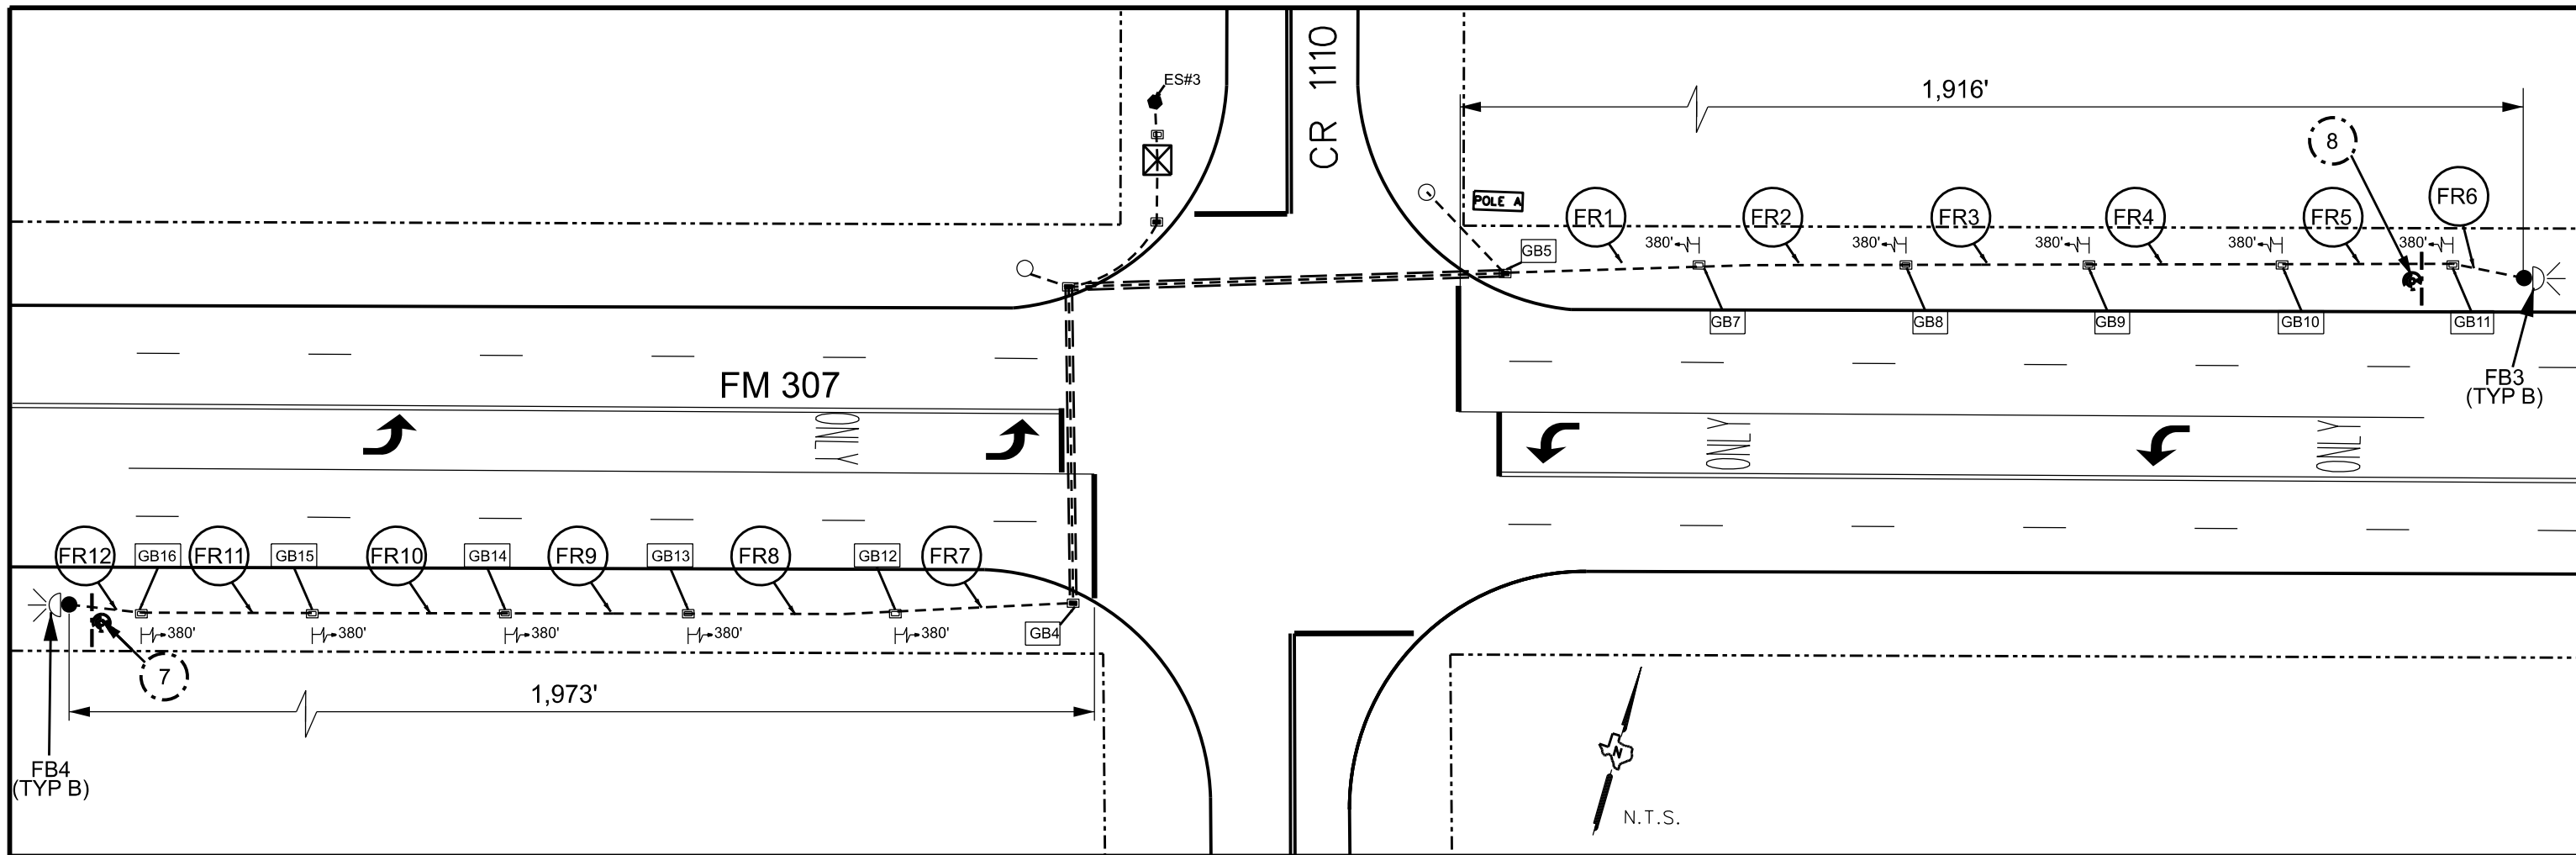 ES#3
CR 1110
1,916'
8
POLE A
FR1
FR2
FR3
FR4
FR5
FR6
380'
380'
380'
380'
380'
GB5
GB7
GB8
GB9
GB10
GB11
FB3
(TYP B)
FM 307
ONLY
ONLY
ONLY
FR12
GB16
FR11
GB15
FR10
GB14
FR9
GB13
FR8
GB12
FR7
380'
380'
380'
380'
380'
GB4
7
1,973'
FB4
(TYP B)
N
N.T.S.